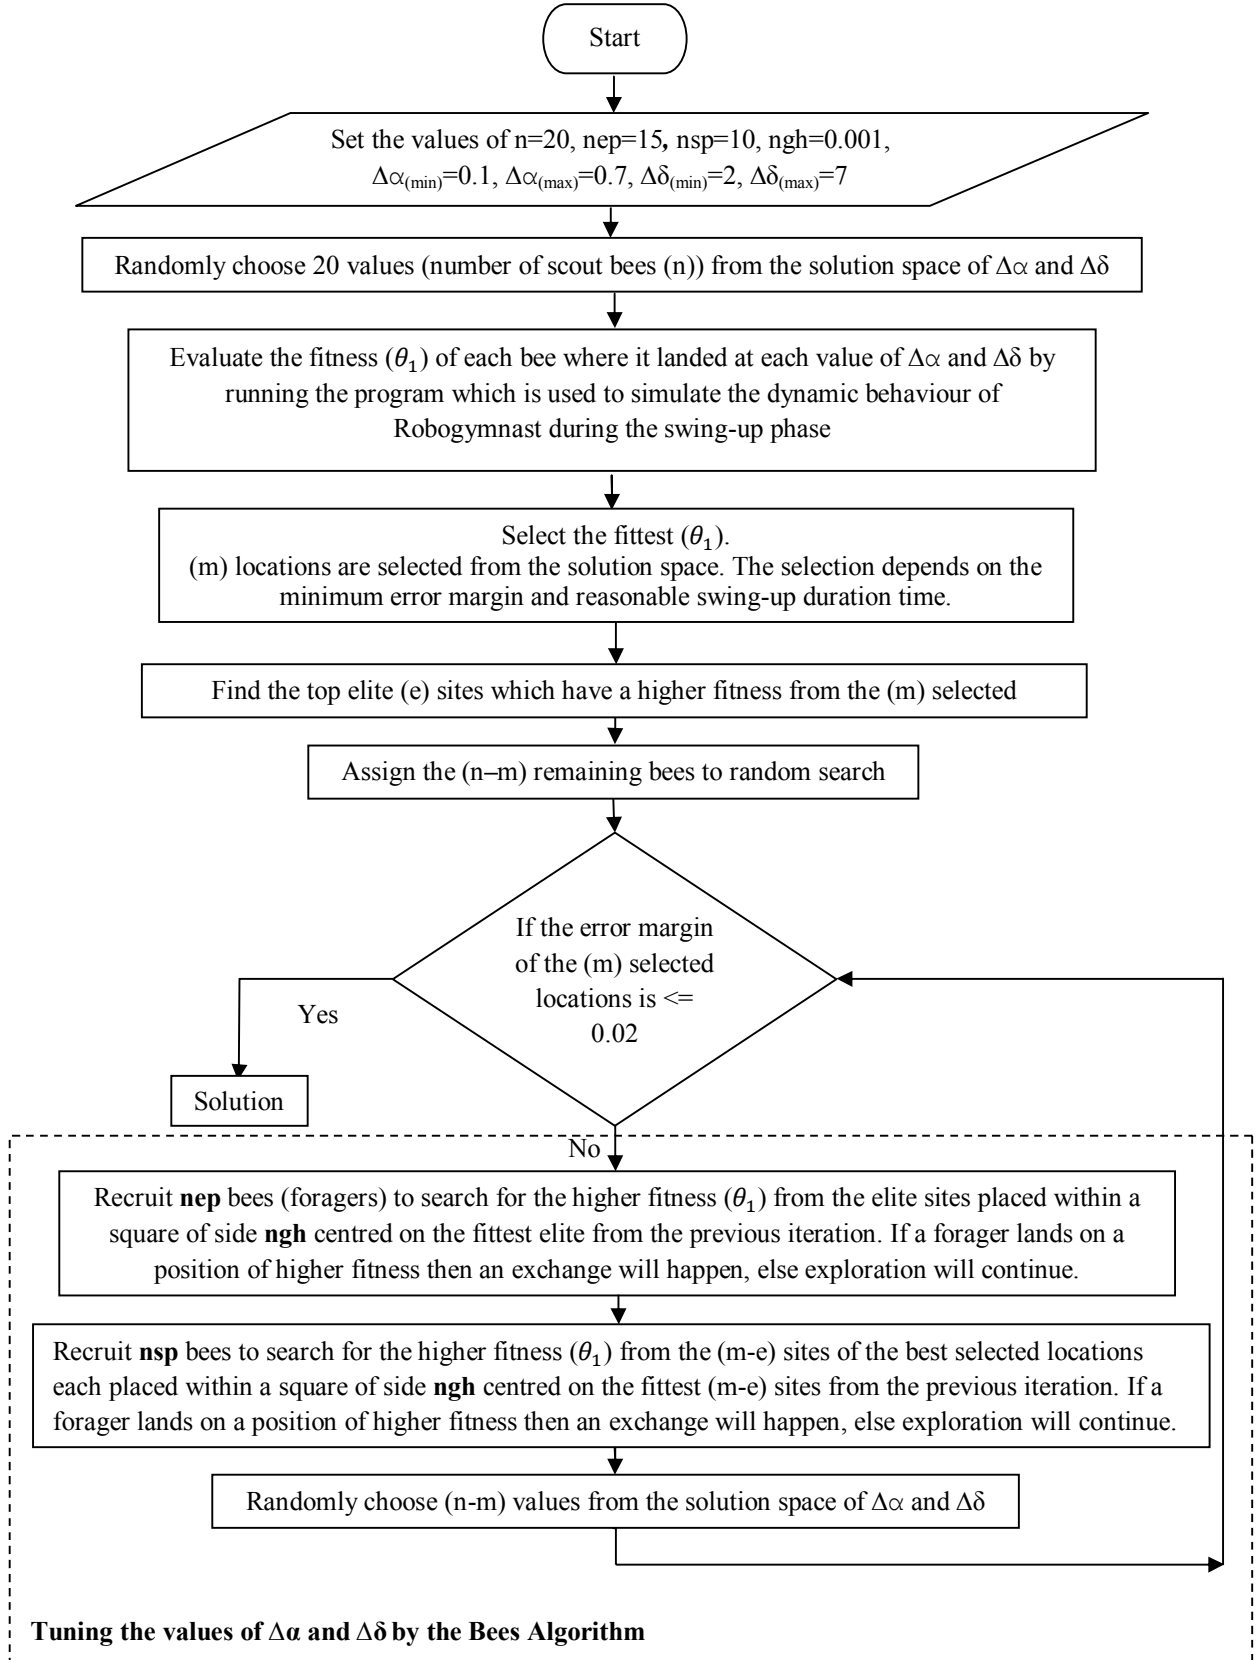 Start
Set the values of n=20, nep=15, nsp=10, ngh=0.001,
Δα(min)=0.1, Δα(max)=0.7, Δδ(min)=2, Δδ(max)=7
Randomly choose 20 values (number of scout bees (n)) from the solution space of Δα and Δδ
Evaluate the fitness (θ₁) of each bee where it landed at each value of Δα and Δδ by
running the program which is used to simulate the dynamic behaviour of
Robogymnast during the swing-up phase
Select the fittest (θ₁).
(m) locations are selected from the solution space. The selection depends on the
minimum error margin and reasonable swing-up duration time.
Find the top elite (e) sites which have a higher fitness from the (m) selected
Assign the (n–m) remaining bees to random search
If the error margin
of the (m) selected
locations is <=
0.02
Yes
Solution
No
Recruit nep bees (foragers) to search for the higher fitness (θ₁) from the elite sites placed within a
square of side ngh centred on the fittest elite from the previous iteration. If a forager lands on a
position of higher fitness then an exchange will happen, else exploration will continue.
Recruit nsp bees to search for the higher fitness (θ₁) from the (m-e) sites of the best selected locations
each placed within a square of side ngh centred on the fittest (m-e) sites from the previous iteration. If a
forager lands on a position of higher fitness then an exchange will happen, else exploration will continue.
Randomly choose (n-m) values from the solution space of Δα and Δδ
Tuning the values of Δα and Δδ by the Bees Algorithm